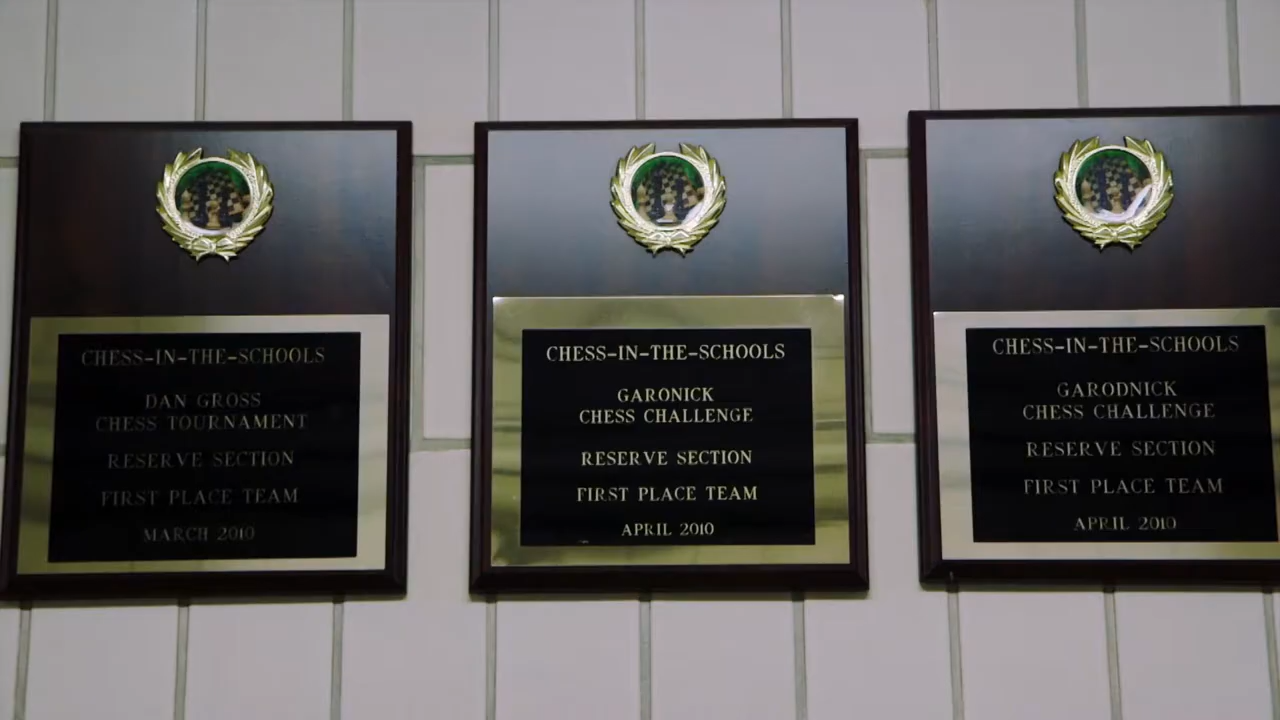 CHESS-IN-THE-SCHOOLS
DAN GROSS
CHESS TOURNAMENT
RESERVE SECTION
FIRST PLACE TEAM
MARCH 2010
CHESS-IN-THE-SCHOOLS
GARONICK
CHESS CHALLENGE
RESERVE SECTION
FIRST PLACE TEAM
APRIL 2010
CHESS-IN-THE-SCHOOLS
GARODNICK
CHESS CHALLENGE
RESERVE SECTION
FIRST PLACE TEAM
APRIL 2010